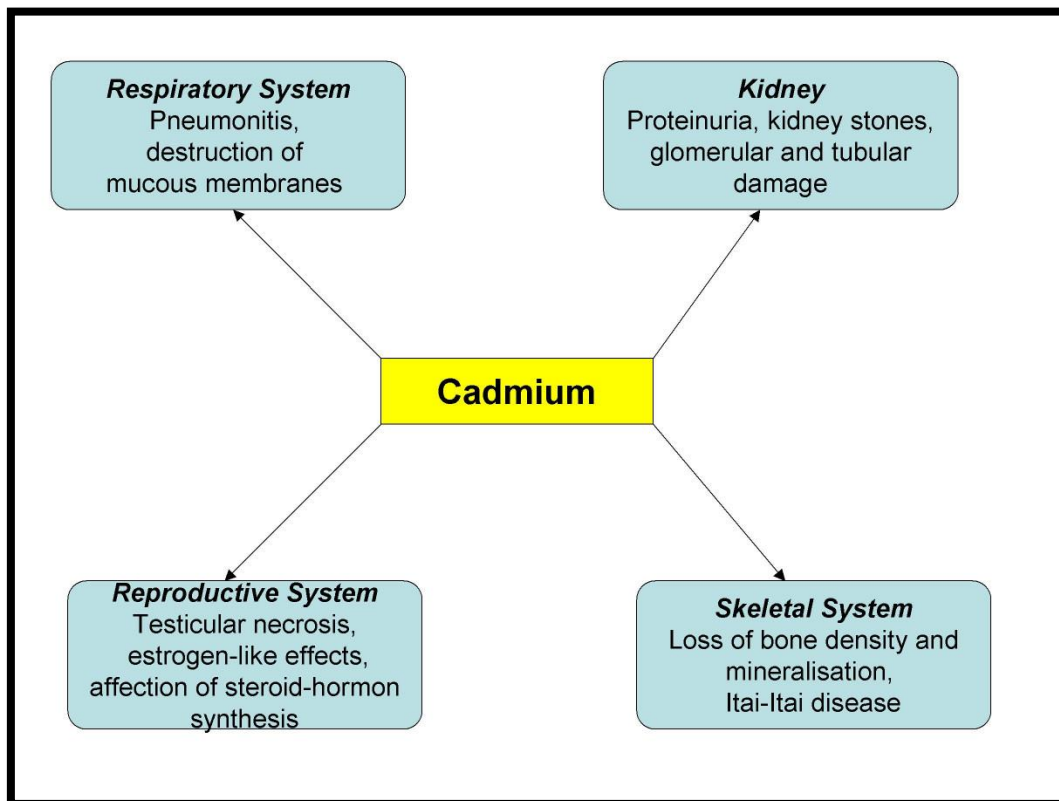 Respiratory System
Pneumonitis,
destruction of
mucous membranes
Kidney
Proteinuria, kidney stones,
glomerular and tubular
damage
Cadmium
Reproductive System
Testicular necrosis,
estrogen-like effects,
affection of steroid-hormon
synthesis
Skeletal System
Loss of bone density and
mineralisation,
Itai-Itai disease